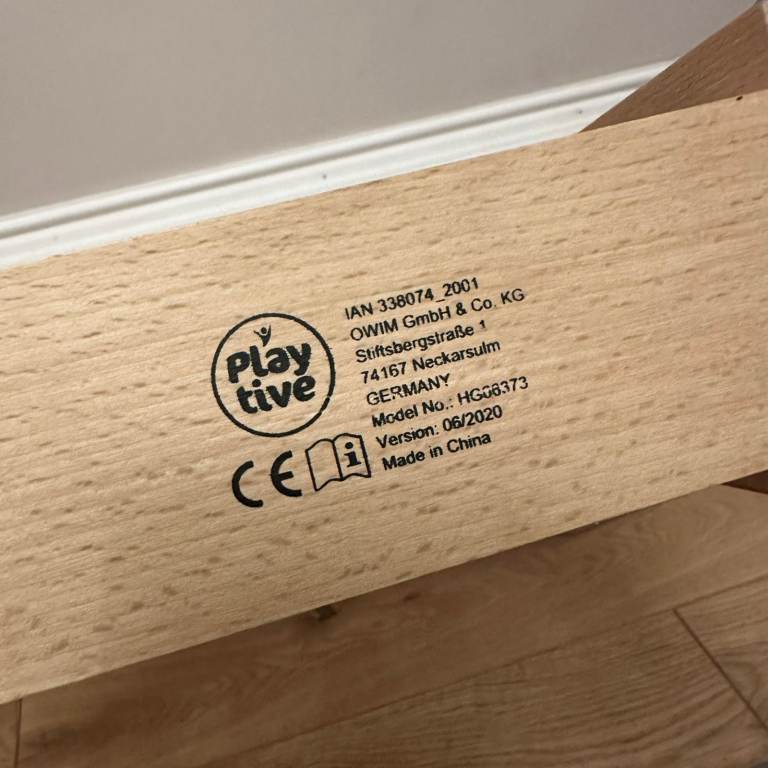 Play
tive
CE
i
IAN 338074_2001
OWIM GmbH & Co. KG
Stiftsbergstraße 1
74167 Neckarsulm
GERMANY
Model No.: HG06373
Version: 06/2020
Made in China